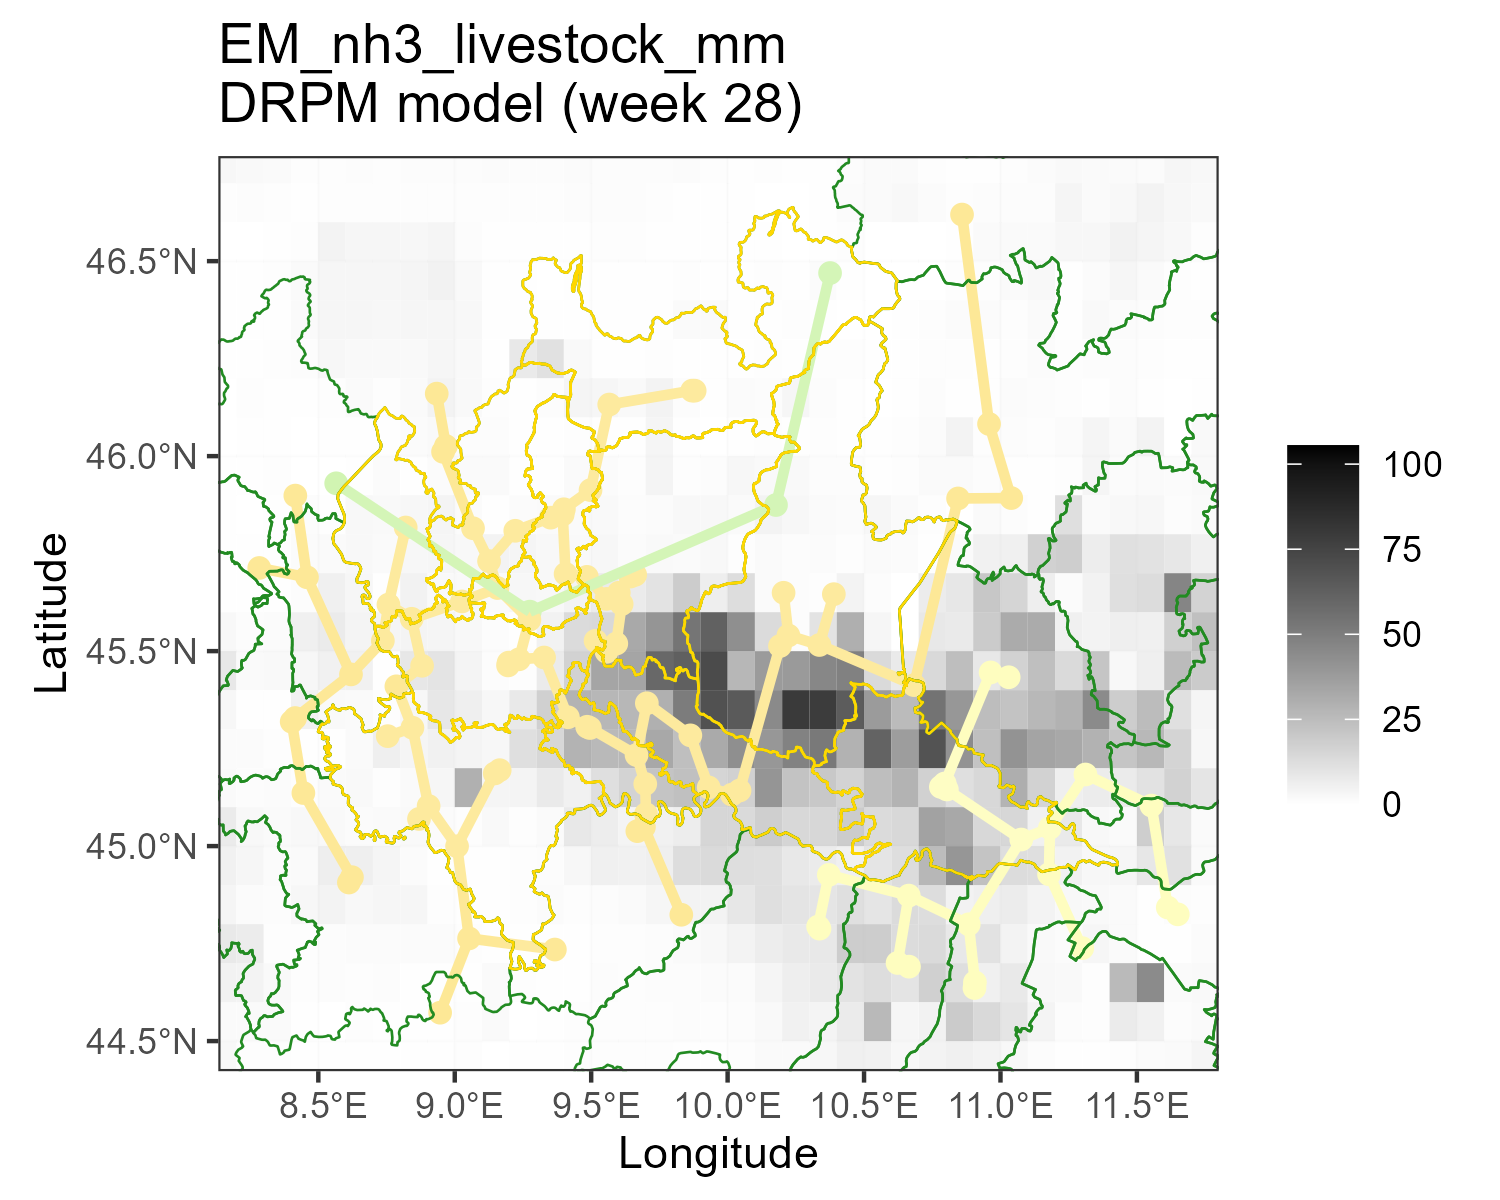 EM_nh3_livestock_mm
DRPM model (week 28)
46.5°N
46.0°N
45.5°N
45.0°N
44.5°N
Latitude
8.5°E 9.0°E 9.5°E 10.0°E 10.5°E 11.0°E 11.5°E
Longitude
100
75
50
25
0